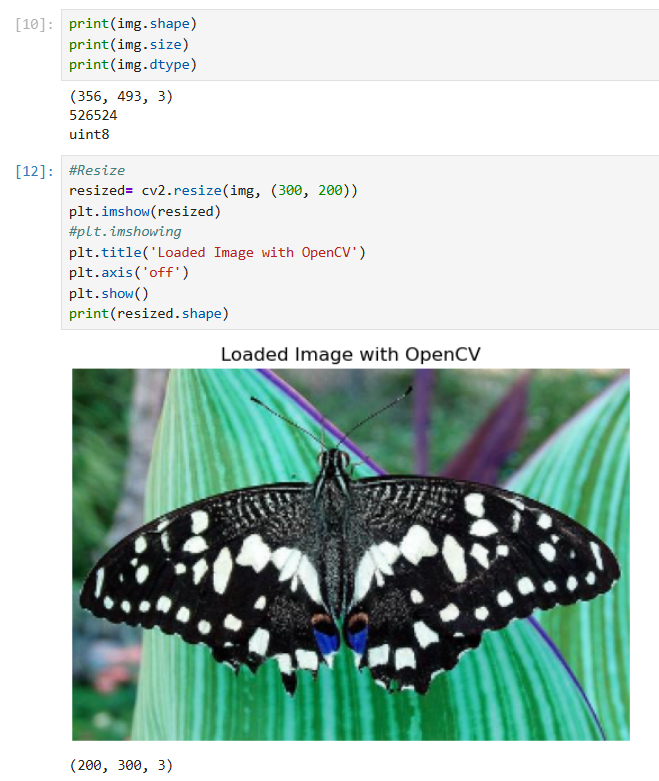 [10]:
print(img.shape)
print(img.size)
print(img.dtype)
(356, 493, 3)
526524
uint8
[12]:
#Resize
resized= cv2.resize(img, (300, 200))
plt.imshow(resized)
#plt.imshowing
plt.title('Loaded Image with OpenCV')
plt.axis('off')
plt.show()
print(resized.shape)
Loaded Image with OpenCV
(200, 300, 3)